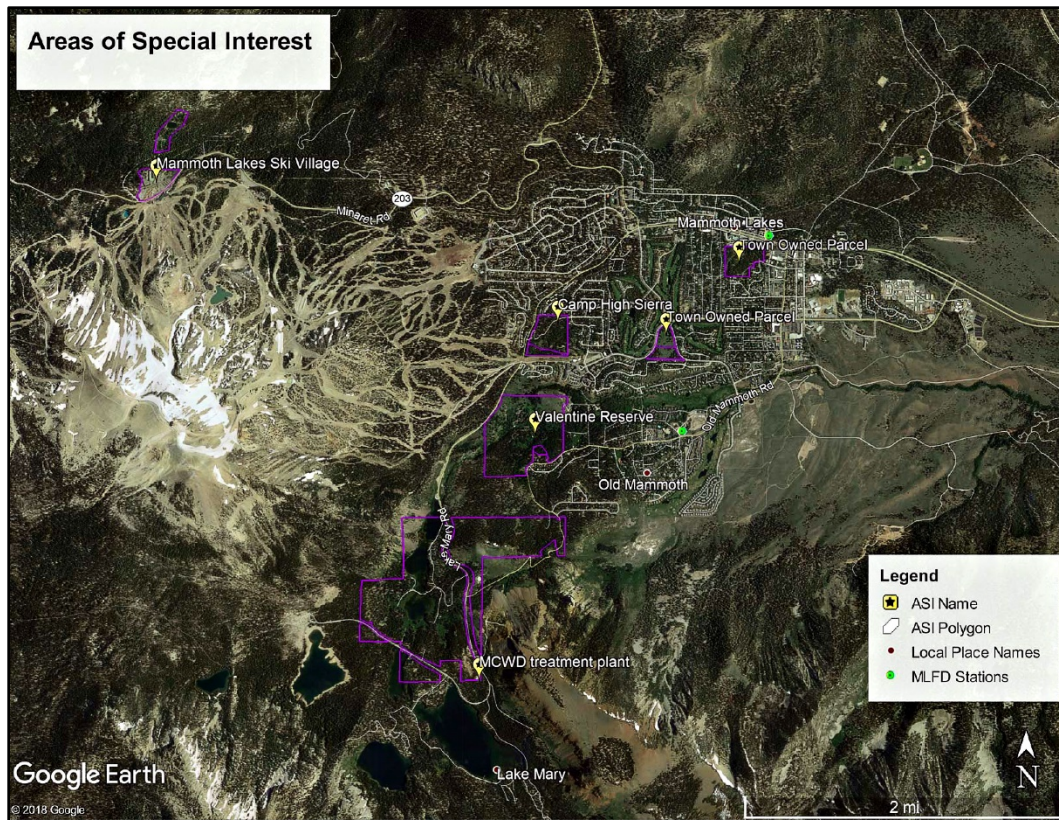 Areas of Special Interest
Mammoth Lakes Ski Village
203
Minaret Rd
Mammoth Lakes
Town Owned Parcel
Camp High Sierra
Town Owned Parcel
Valentine Reserve
Old Mammoth Rd
Old Mammoth
Lake Mary Rd
MCWD treatment plant
Lake Mary
Legend
ASI Name
ASI Polygon
Local Place Names
MLFD Stations
N
2 mi
Google Earth
© 2018 Google